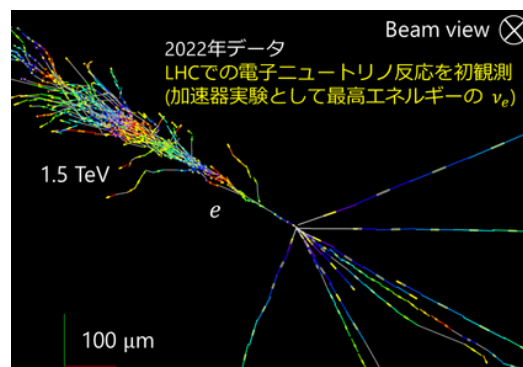 Beam view
2022年データ
LHCでの電子ニュートリノ反応を初観測
(加速器実験として最高エネルギーの νe)
1.5 TeV
e
100 μm